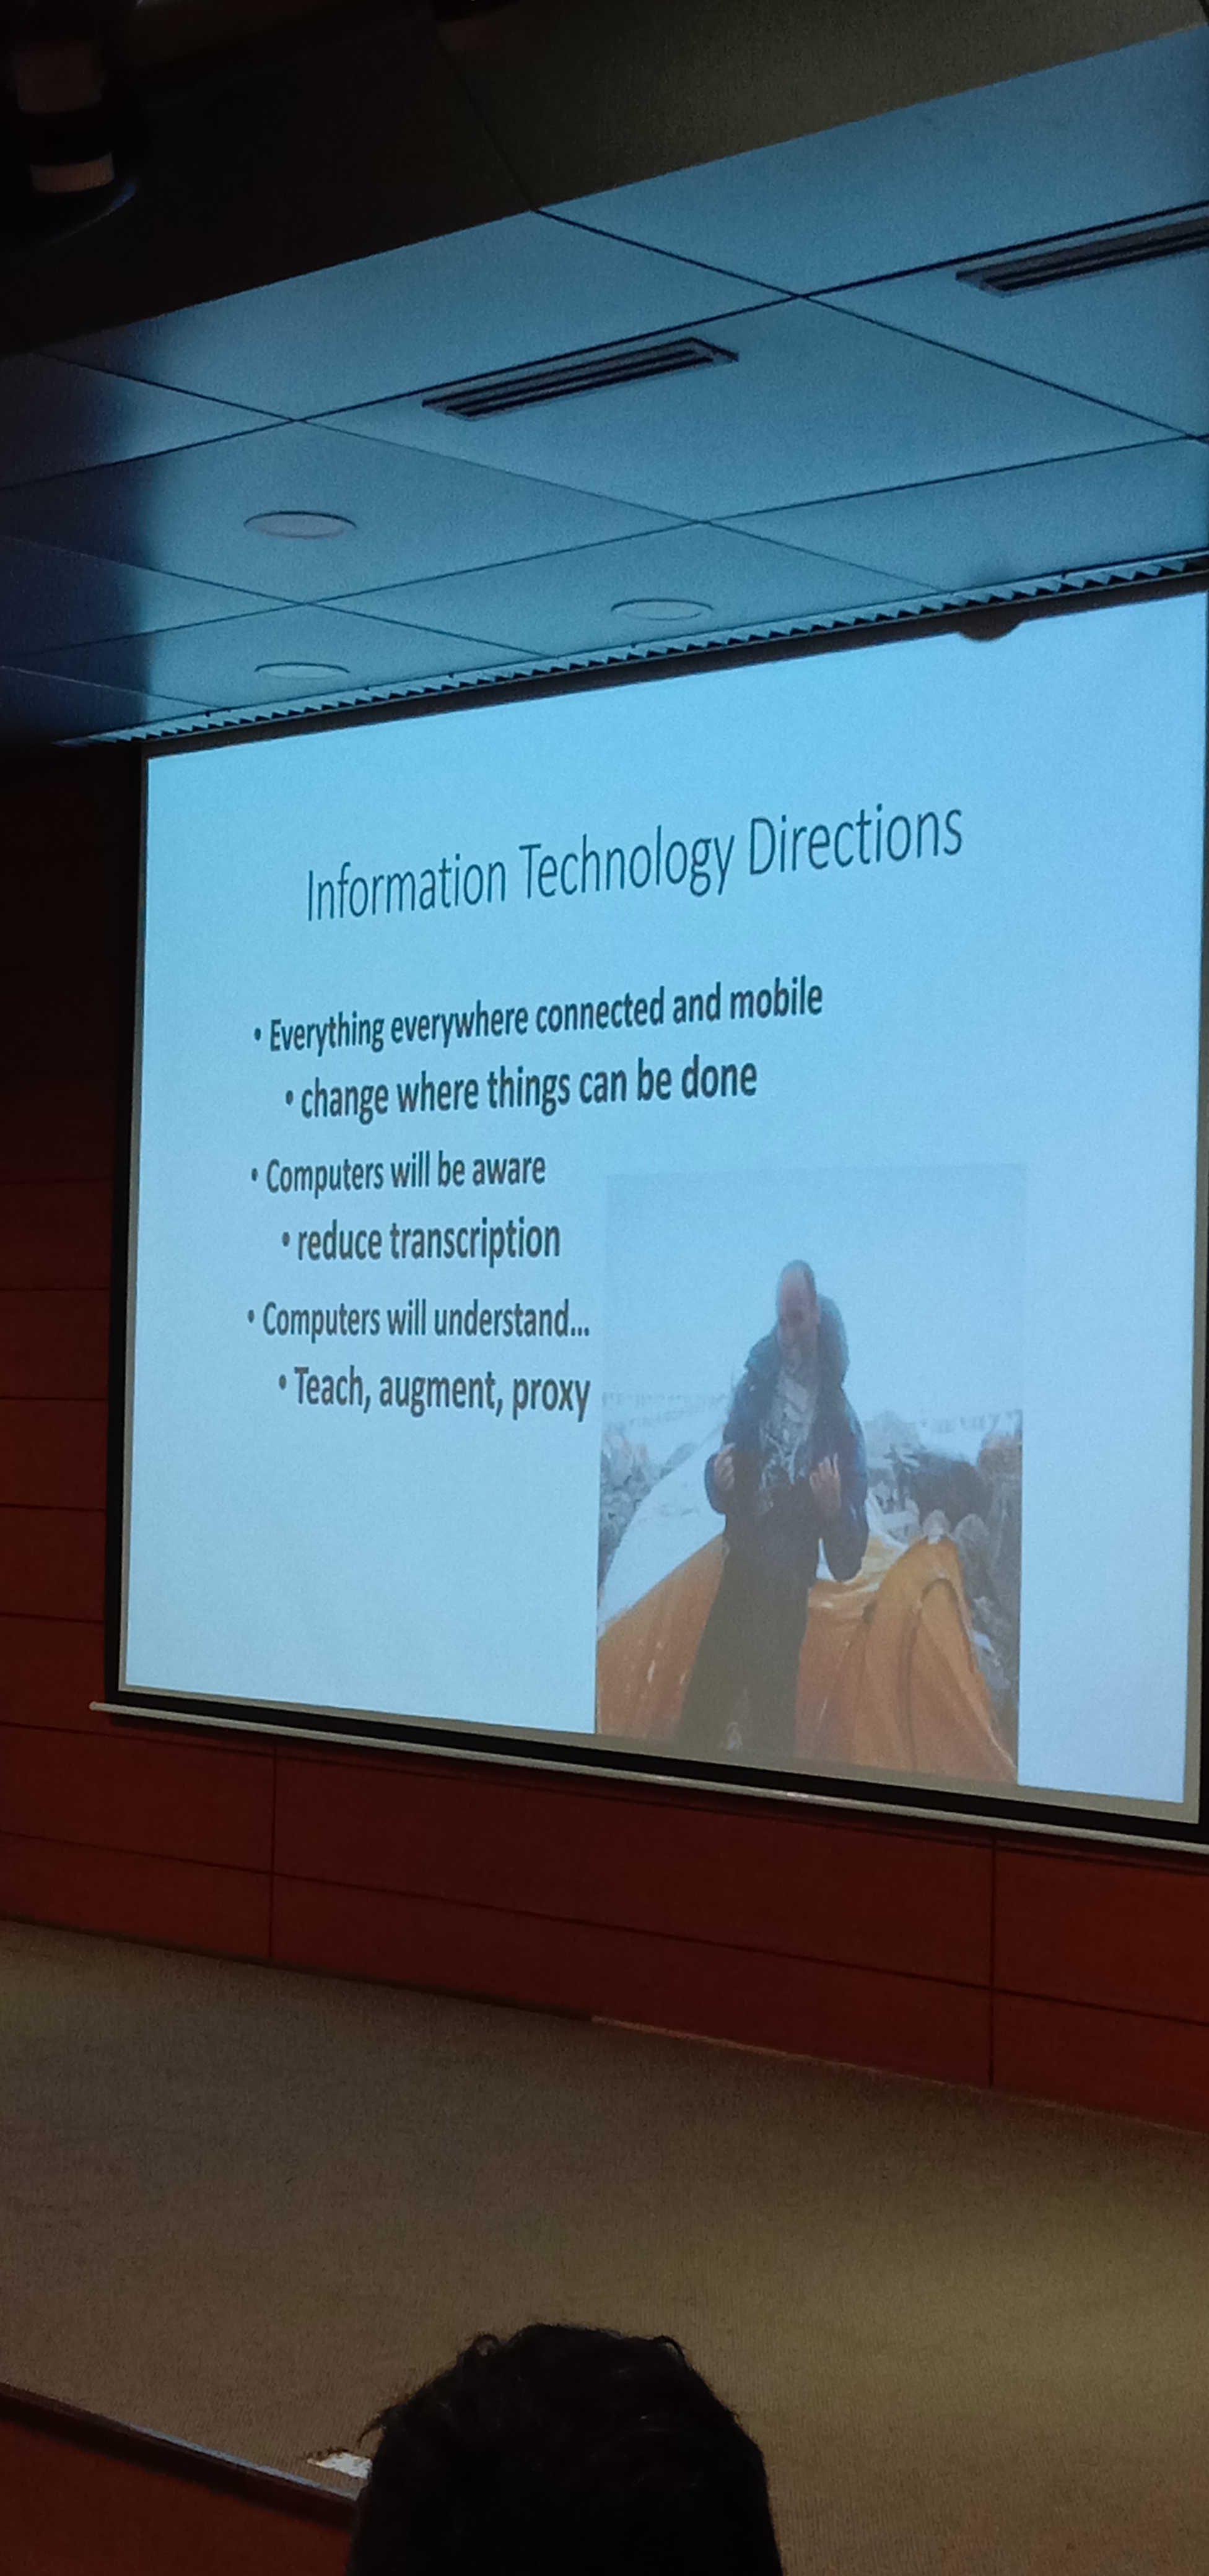 Information Technology Directions
• Everything everywhere connected and mobile
• change where things can be done
• Computers will be aware
• reduce transcription
• Computers will understand...
• Teach, augment, proxy